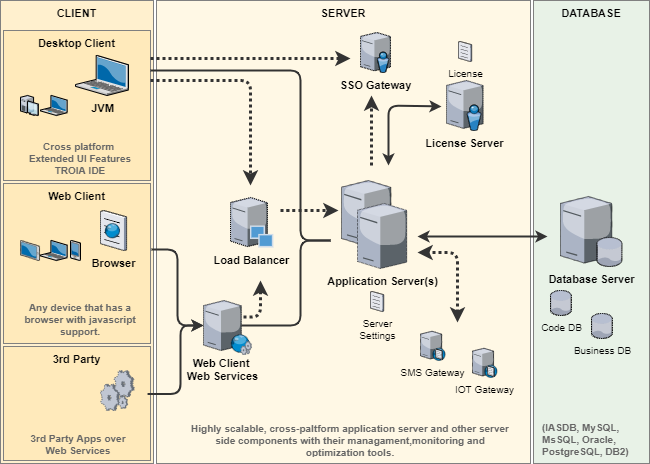 CLIENT
SERVER
DATABASE
Desktop Client
JVM
Cross platform
Extended UI Features
TROIA IDE
Web Client
Browser
Any device that has a
browser with javascript
support.
3rd Party
3rd Party Apps over
Web Services
SSO Gateway
License
License Server
Load Balancer
Application Server(s)
Server
Settings
Web Client
Web Services
SMS Gateway
IOT Gateway
Highly scalable, cross-paltform application server and other server
side components with their managament,monitoring and
optimization tools.
Database Server
Code DB
Business DB
(IASDB, MySQL,
MsSQL, Oracle,
PostgreSQL, DB2)